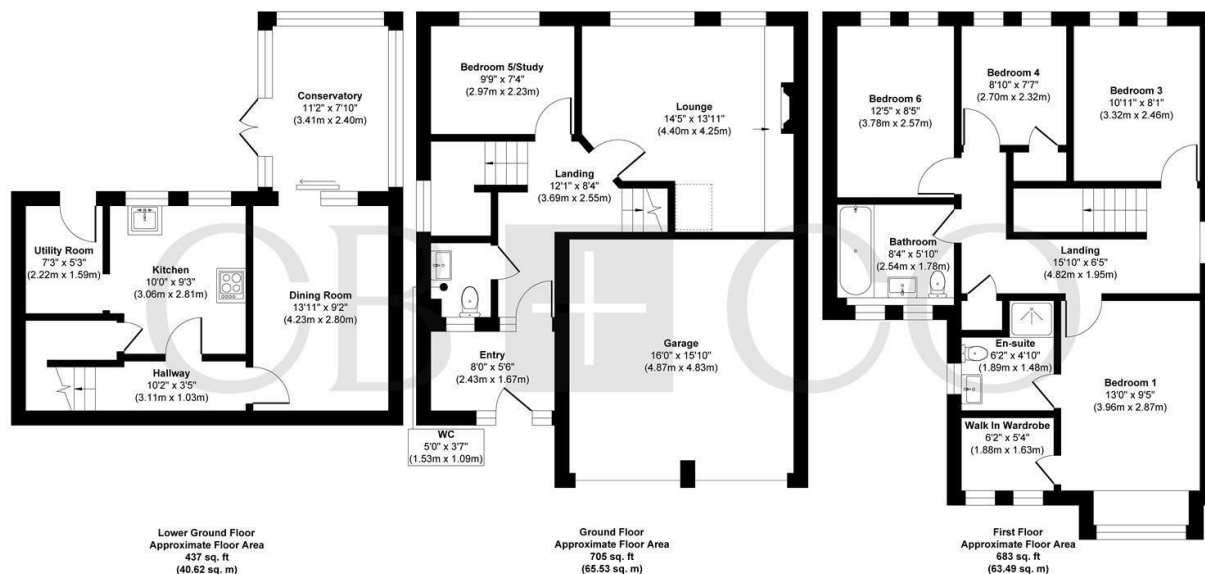 Conservatory
11'2" x 7'10"
(3.41m x 2.40m)
Utility Room
7'3" x 5'3"
(2.22m x 1.59m)
Kitchen
10'0" x 9'3"
(3.06m x 2.81m)
Dining Room
13'11" x 9'2"
(4.23m x 2.80m)
Hallway
10'2" x 3'5"
(3.11m x 1.03m)
Lower Ground Floor
Approximate Floor Area
437 sq. ft
(40.62 sq. m)
Bedroom 5/Study
9'9" x 7'4"
(2.97m x 2.23m)
Lounge
14'5" x 13'11"
(4.40m x 4.25m)
Landing
12'1" x 8'4"
(3.69m x 2.55m)
Entry
8'0" x 5'6"
(2.43m x 1.67m)
Garage
16'0" x 15'10"
(4.87m x 4.83m)
WC
5'0" x 3'7"
(1.53m x 1.09m)
Ground Floor
Approximate Floor Area
705 sq. ft
(65.53 sq. m)
Bedroom 6
12'5" x 8'5"
(3.78m x 2.57m)
Bedroom 4
8'10" x 7'7"
(2.70m x 2.32m)
Bedroom 3
10'11" x 8'1"
(3.32m x 2.46m)
Bathroom
8'4" x 5'10"
(2.54m x 1.78m)
Landing
15'10" x 6'5"
(4.82m x 1.95m)
En-suite
6'2" x 4'10"
(1.89m x 1.48m)
Bedroom 1
13'0" x 9'5"
(3.96m x 2.87m)
Walk In Wardrobe
6'2" x 5'4"
(1.88m x 1.63m)
First Floor
Approximate Floor Area
683 sq. ft
(63.49 sq. m)
CB+CO